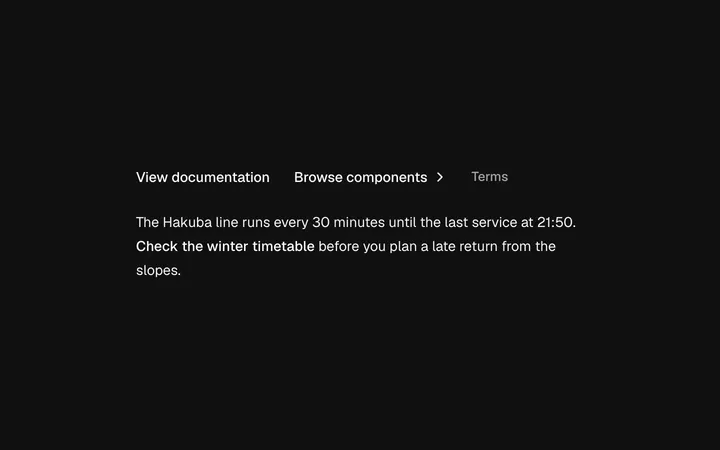 View documentation Browse components Terms
The Hakuba line runs every 30 minutes until the last service at 21:50.
Check the winter timetable before you plan a late return from the
slopes.